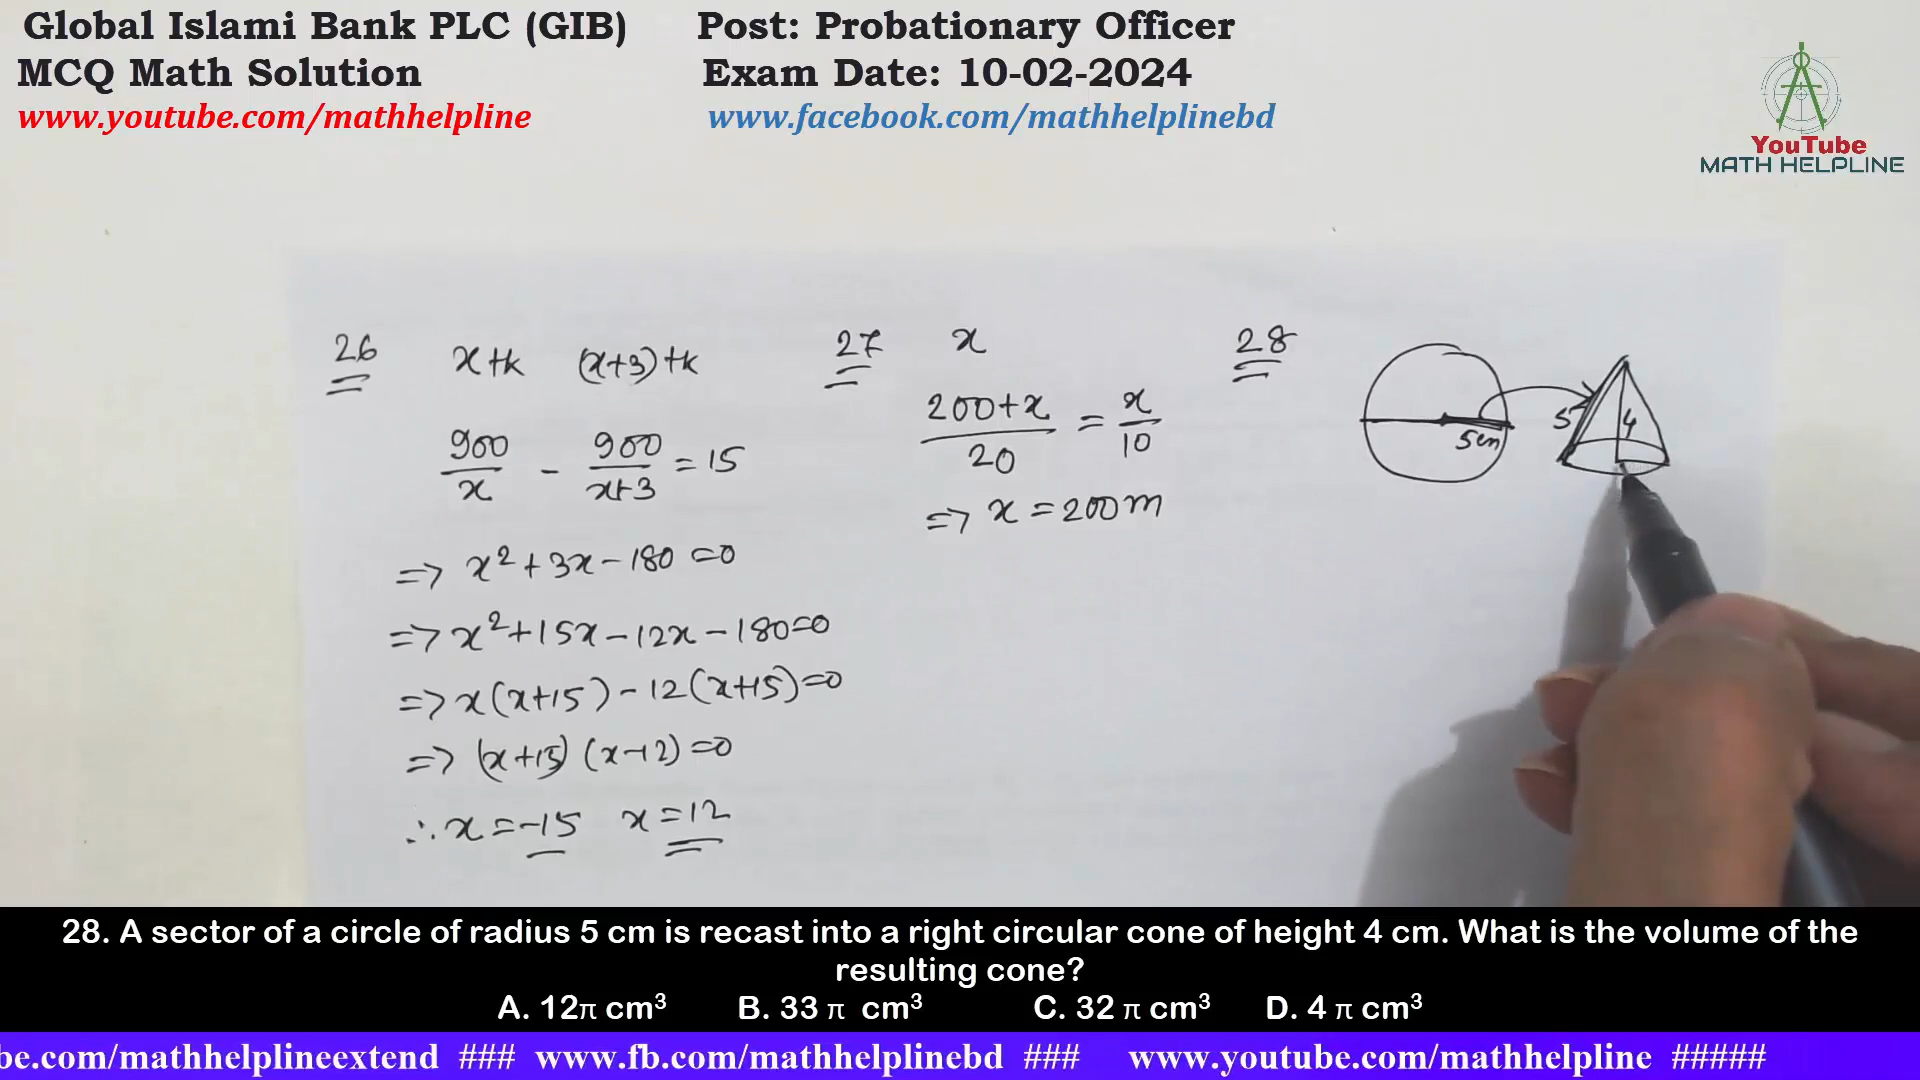 Global Islami Bank PLC (GIB)
Post: Probationary Officer
MCQ Math Solution
Exam Date: 10-02-2024
www.youtube.com/mathhelpline
www.facebook.com/mathhelplinebd
YouTube
MATH HELPLINE
26
x+k (x+3)+k
900/x - 900/x+3 = 15
=> x²+3x-180=0
=> x²+15x-12x-180=0
=> x(x+15)-12(x+15)=0
=> (x+15)(x-12)=0
∴ x=-15 x=12
27
x
200+x/20 = x/10
=> x=200m
28
5cm
5
4
28. A sector of a circle of radius 5 cm is recast into a right circular cone of height 4 cm. What is the volume of the
resulting cone?
A. 12π cm³ B. 33 π cm³ C. 32 π cm³ D. 4 π cm³
be.com/mathhelplineextend ### www.fb.com/mathhelplinebd ### www.youtube.com/mathhelpline #####